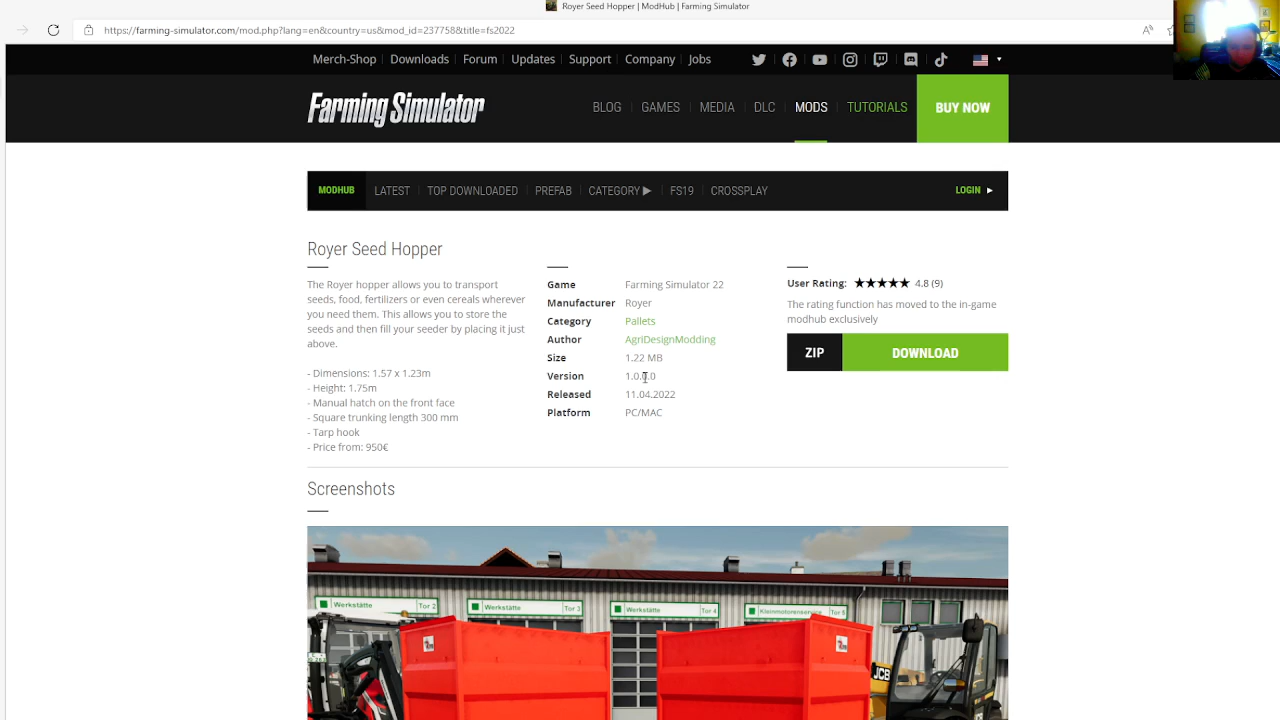 Royer Seed Hopper | ModHub | Farming Simulator
https://farming-simulator.com/mod.php?lang=en&country=us&mod_id=237758&title=fs2022
Merch-Shop Downloads Forum Updates Support Company Jobs
Farming Simulator
BLOG GAMES MEDIA DLC MODS TUTORIALS BUY NOW
MODHUB LATEST TOP DOWNLOADED PREFAB CATEGORY ▶ FS19 CROSSPLAY LOGIN ▶
Royer Seed Hopper
The Royer hopper allows you to transport
seeds, food, fertilizers or even cereals wherever
you need them. This allows you to store the
seeds and then fill your seeder by placing it just
above.
- Dimensions: 1.57 x 1.23m
- Height: 1.75m
- Manual hatch on the front face
- Square trunking length 300 mm
- Tarp hook
- Price from: 950€
Game Farming Simulator 22
Manufacturer Royer
Category Pallets
Author AgriDesignModding
Size 1.22 MB
Version 1.0.0.0
Released 11.04.2022
Platform PC/MAC
User Rating: ★★★★★ 4.8 (9)
The rating function has moved to the in-game
modhub exclusively
ZIP DOWNLOAD
Screenshots
Werkstätte Tor 2
Werkstätte Tor 3
Werkstätte Tor 4
Kleinmotorenservice
JCB